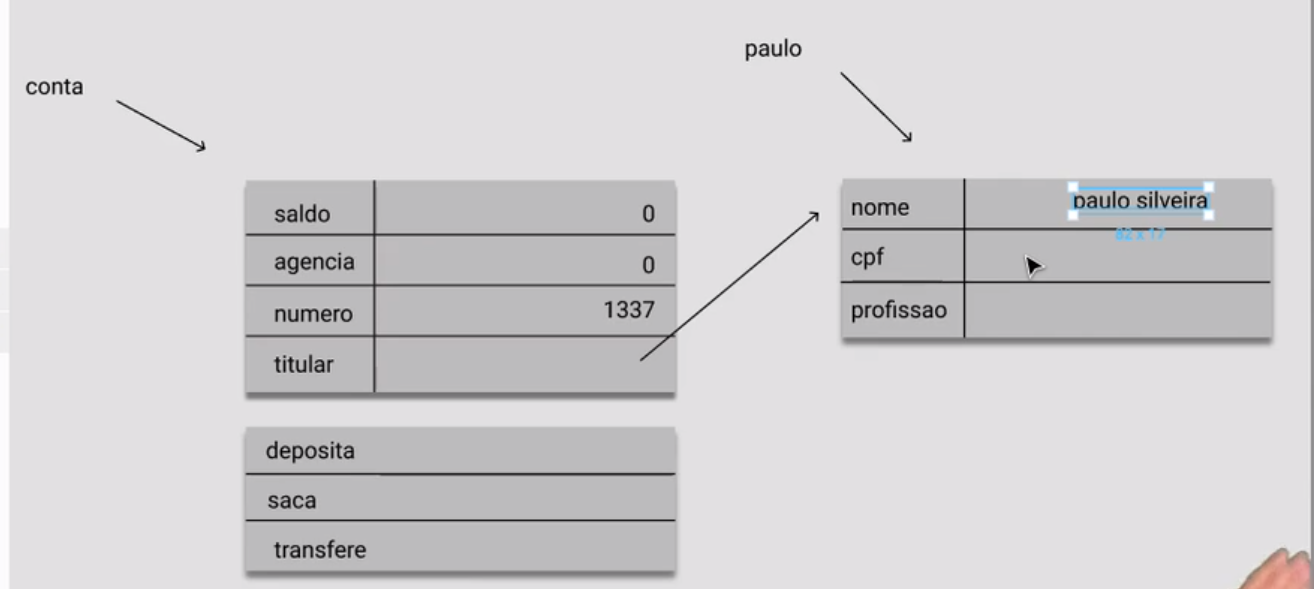 paulo
conta
saldo 0
agencia 0
numero 1337
titular
nome paulo silveira
82 x 17
cpf
profissao
deposita
saca
transfere